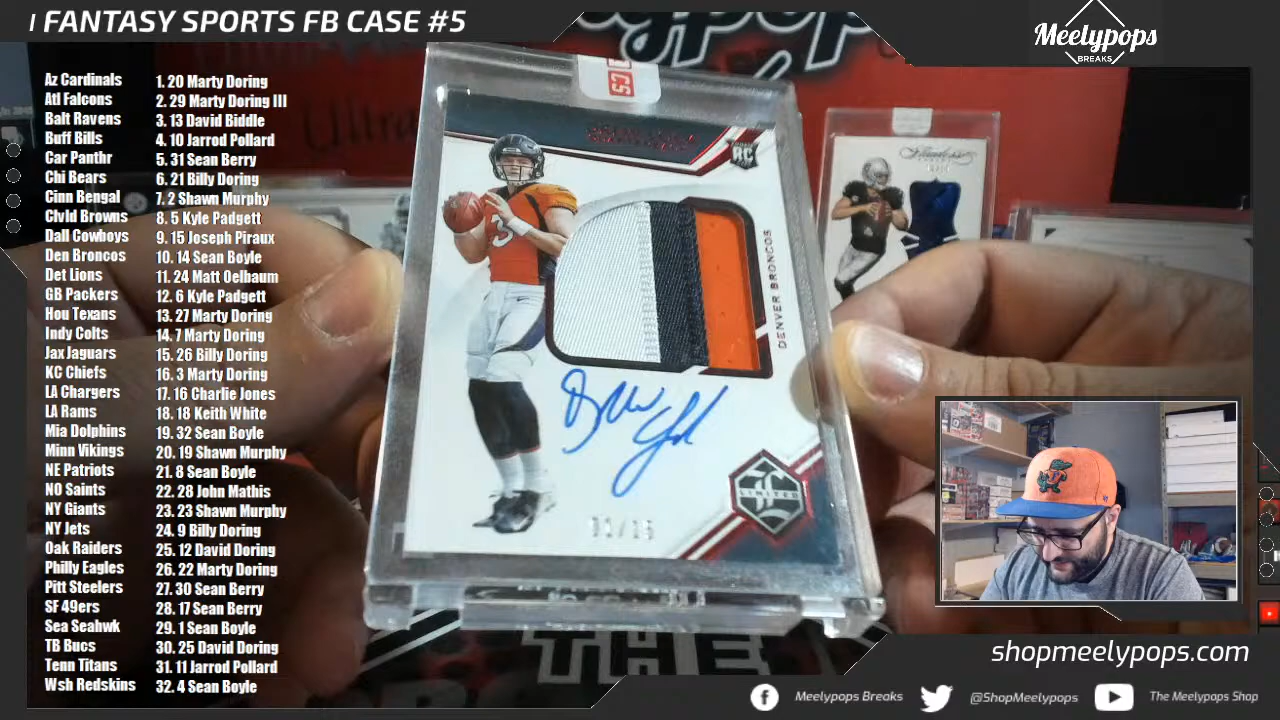 I FANTASY SPORTS FB CASE #5
Meelypops
BREAKS
Az Cardinals 1. 20 Marty Doring
Atl Falcons 2. 29 Marty Doring III
Balt Ravens 3. 13 David Biddle
Buff Bills 4. 10 Jarrod Pollard
Car Panthr 5. 31 Sean Berry
Chi Bears 6. 21 Billy Doring
Cinn Bengal 7. 2 Shawn Murphy
Clvld Browns 8. 5 Kyle Padgett
Dall Cowboys 9. 15 Joseph Piraux
Den Broncos 10. 14 Sean Boyle
Det Lions 11. 24 Matt Oelbaum
GB Packers 12. 6 Kyle Padgett
Hou Texans 13. 27 Marty Doring
Indy Colts 14. 7 Marty Doring
Jax Jaguars 15. 26 Billy Doring
KC Chiefs 16. 3 Marty Doring
LA Chargers 17. 16 Charlie Jones
LA Rams 18. 18 Keith White
Mia Dolphins 19. 32 Sean Boyle
Minn Vikings 20. 19 Shawn Murphy
NE Patriots 21. 8 Sean Boyle
NO Saints 22. 28 John Mathis
NY Giants 23. 23 Shawn Murphy
NY Jets 24. 9 Billy Doring
Oak Raiders 25. 12 David Doring
Philly Eagles 26. 22 Marty Doring
Pitt Steelers 27. 30 Sean Berry
SF 49ers 28. 17 Sean Berry
Sea Seahwk 29. 1 Sean Boyle
TB Bucs 30. 25 David Doring
Tenn Titans 31. 11 Jarrod Pollard
Wsh Redskins 32. 4 Sean Boyle
RC
3
DENVER BRONCOS
Drew Lock
LIMITED
Flawless
THE
shopmeelypops.com
Meelypops Breaks
@ShopMeelypops
The Meelypops Shop